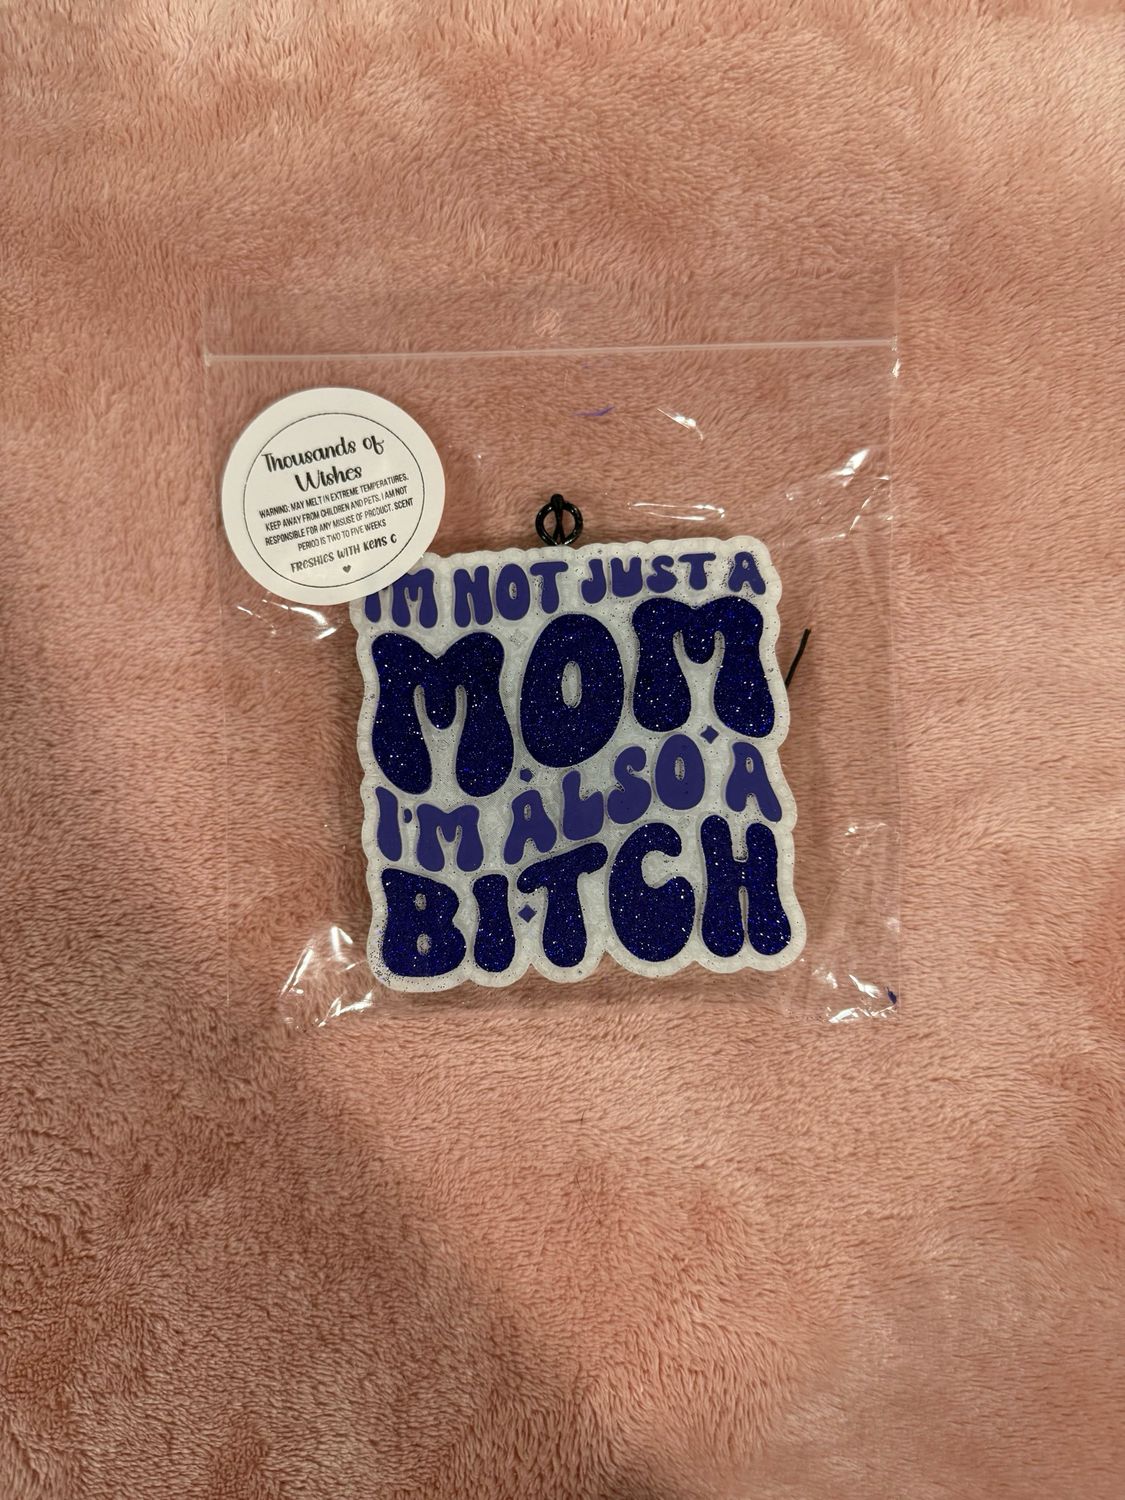 Thousands of
Wishes
WARNING: MAY MELT IN EXTREME TEMPERATURES.
KEEP AWAY FROM CHILDREN AND PETS. I AM NOT
RESPONSIBLE FOR ANY MISUSE OF PRODUCT. SCENT
PERIOD IS TWO TO FIVE WEEKS
FRESHIES WITH KENS C
I'M NOT JUST A
MOM
I'M ALSO A
BITCH